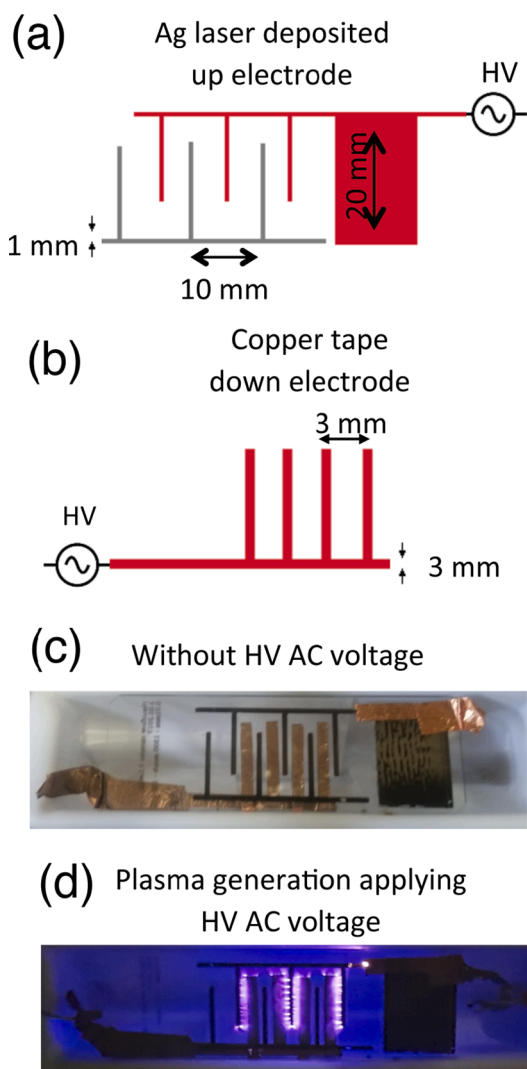 (a)
Ag laser deposited
up electrode
HV
20 mm
1 mm
10 mm
(b)
Copper tape
down electrode
3 mm
HV
3 mm
(c)
Without HV AC voltage
(d)
Plasma generation applying
HV AC voltage